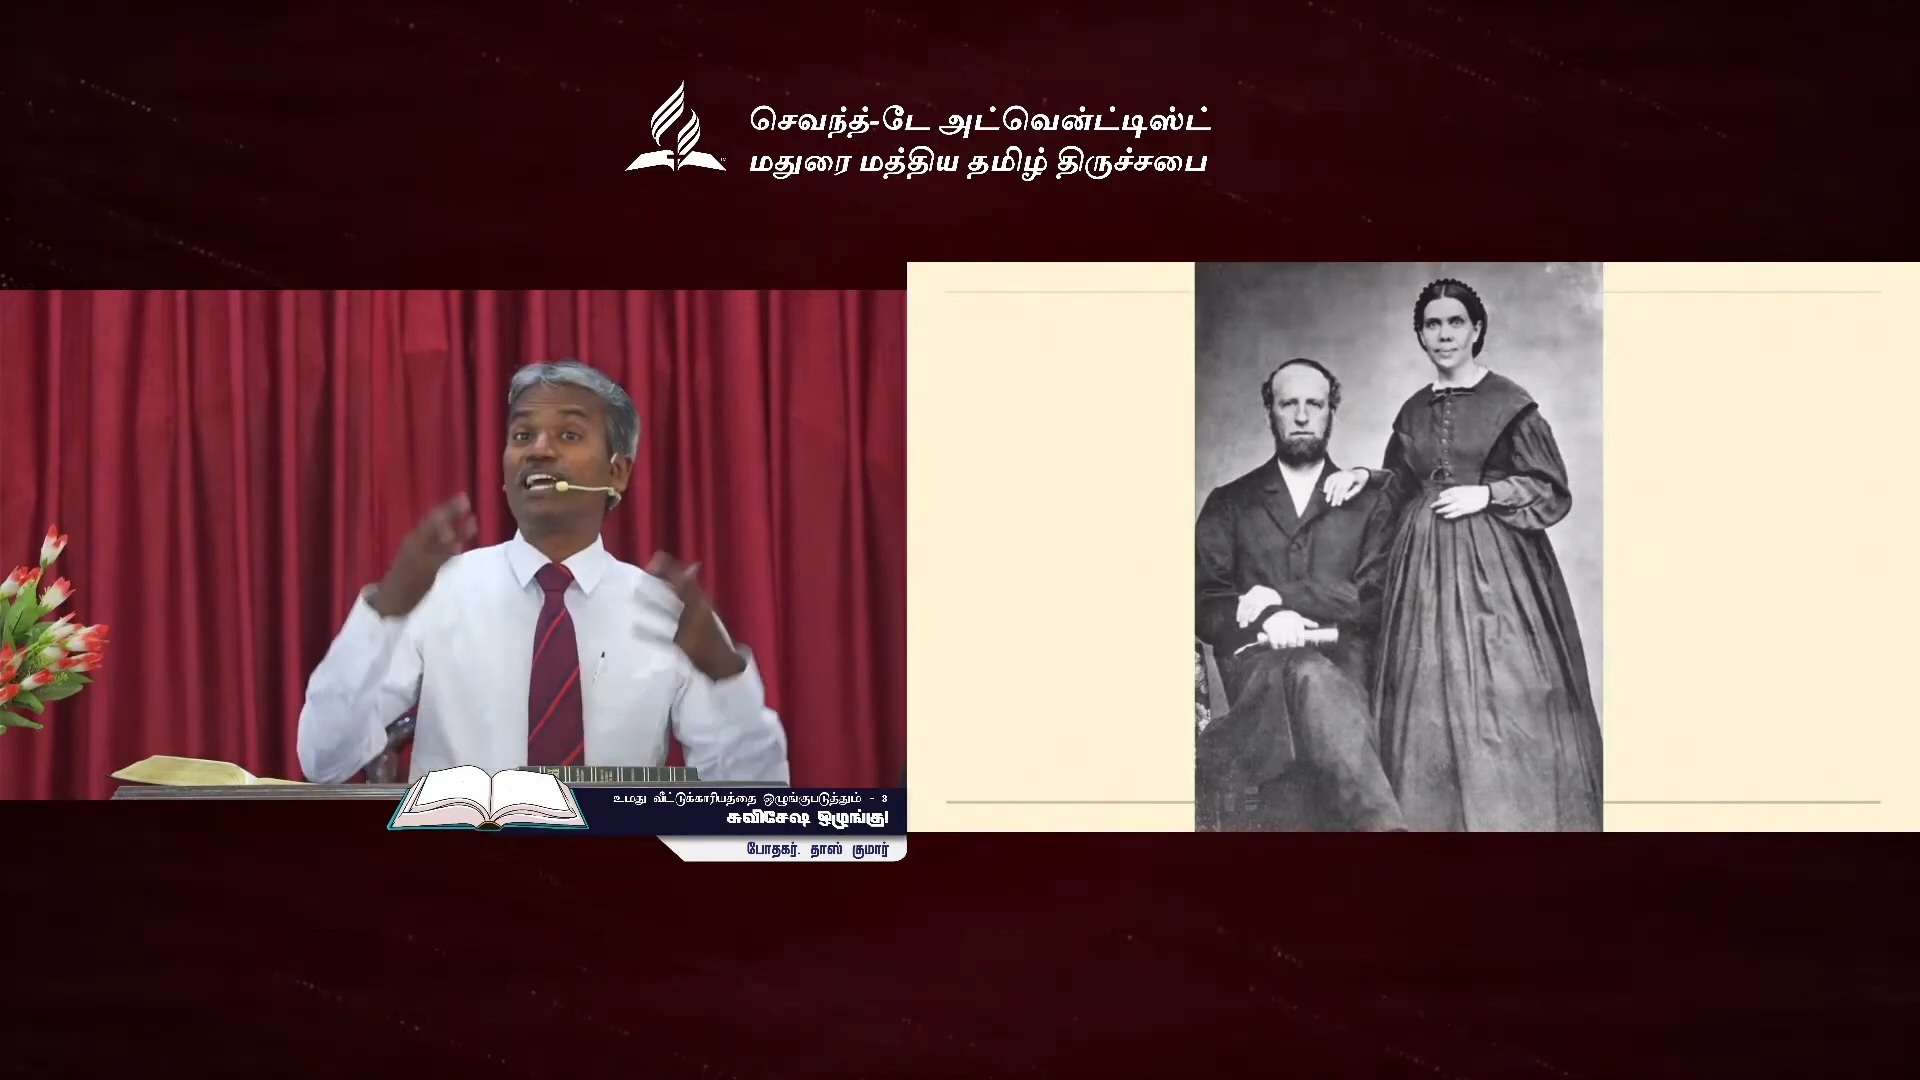 செவந்த்-டே அட்வென்ட்டிஸ்ட்
மதுரை மத்திய தமிழ் திருச்சபை
உமது வீட்டுக்காரியத்தை ஒழுங்குபடுத்தும் - 3
சுவிசேஷ ஒழுங்கு!
போதகர். தாஸ் குமார்